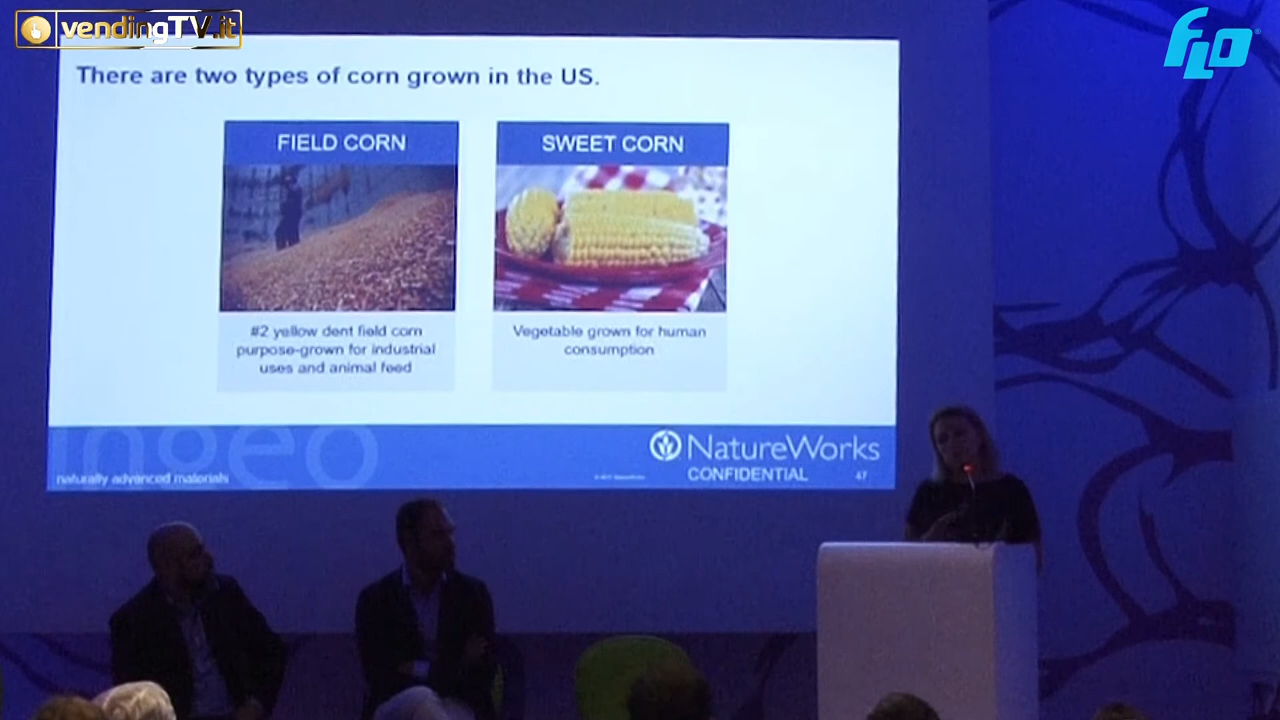 vendingTV.it
FLO
There are two types of corn grown in the US.
FIELD CORN
SWEET CORN
#2 yellow dent field corn
purpose-grown for industrial
uses and animal feed
Vegetable grown for human
consumption
ingeo
naturally advanced materials
NatureWorks
CONFIDENTIAL
47